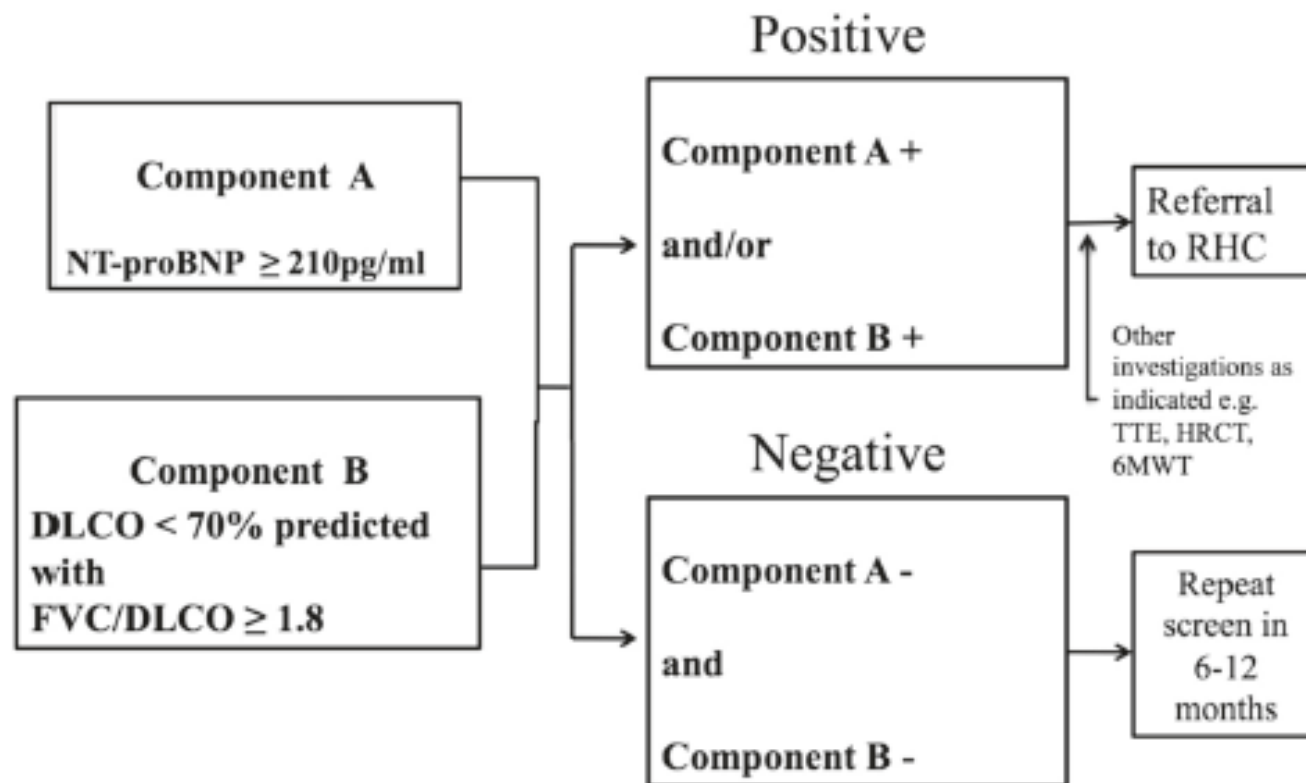 Positive
Component A
NT-proBNP ≥ 210pg/ml
Component A +
and/or
Component B +
Referral
to RHC
Other
investigations as
indicated e.g.
TTE, HRCT,
6MWT
Component B
DLCO < 70% predicted
with
FVC/DLCO ≥ 1.8
Negative
Component A -
and
Component B -
Repeat
screen in
6-12
months